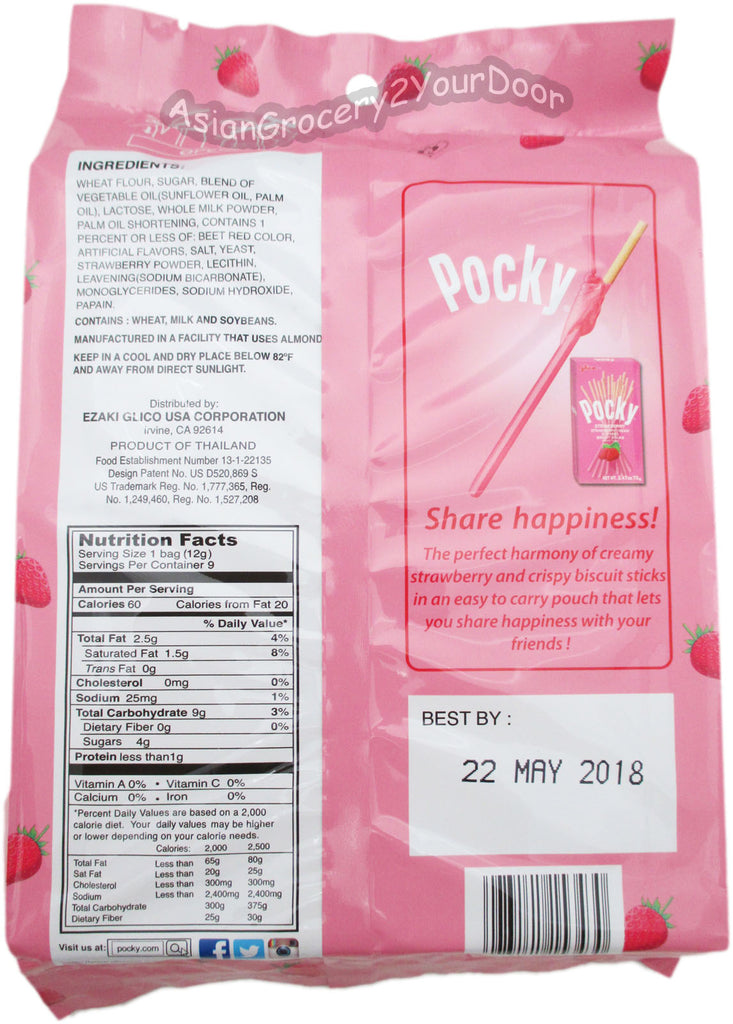 AsianGrocery2YourDoor
INGREDIENTS:
WHEAT FLOUR, SUGAR, BLEND OF
VEGETABLE OIL(SUNFLOWER OIL, PALM
OIL), LACTOSE, WHOLE MILK POWDER,
PALM OIL SHORTENING, CONTAINS 1
PERCENT OR LESS OF: BEET RED COLOR,
ARTIFICIAL FLAVORS, SALT, YEAST,
STRAWBERRY POWDER, LECITHIN,
LEAVENING(SODIUM BICARBONATE),
MONOGLYCERIDES, SODIUM HYDROXIDE,
PAPAIN.
CONTAINS : WHEAT, MILK AND SOYBEANS.
MANUFACTURED IN A FACILITY THAT USES ALMOND
KEEP IN A COOL AND DRY PLACE BELOW 82°F
AND AWAY FROM DIRECT SUNLIGHT.
Distributed by:
EZAKI GLICO USA CORPORATION
Irvine, CA 92614
PRODUCT OF THAILAND
Food Establishment Number 13-1-22135
Design Patent No. US D520,869 S
US Trademark Reg. No. 1,777,365, Reg.
No. 1,249,460, Reg. No. 1,527,208
Nutrition Facts
Serving Size 1 bag (12g)
Servings Per Container 9
Amount Per Serving
Calories 60 Calories from Fat 20
% Daily Value*
Total Fat 2.5g 4%
Saturated Fat 1.5g 8%
Trans Fat 0g
Cholesterol 0mg 0%
Sodium 25mg 1%
Total Carbohydrate 9g 3%
Dietary Fiber 0g 0%
Sugars 4g
Protein less than1g
Vitamin A 0% • Vitamin C 0%
Calcium 0% • Iron 0%
*Percent Daily Values are based on a 2,000
calorie diet. Your daily values may be higher
or lower depending on your calorie needs.
Calories: 2,000 2,500
Total Fat Less than 65g 80g
Sat Fat Less than 20g 25g
Cholesterol Less than 300mg 300mg
Sodium Less than 2,400mg 2,400mg
Total Carbohydrate 300g 375g
Dietary Fiber 25g 30g
Visit us at: pocky.com
Pocky
Pocky
STRAWBERRY
Share happiness!
The perfect harmony of creamy
strawberry and crispy biscuit sticks
in an easy to carry pouch that lets
you share happiness with your
friends !
BEST BY :
22 MAY 2018